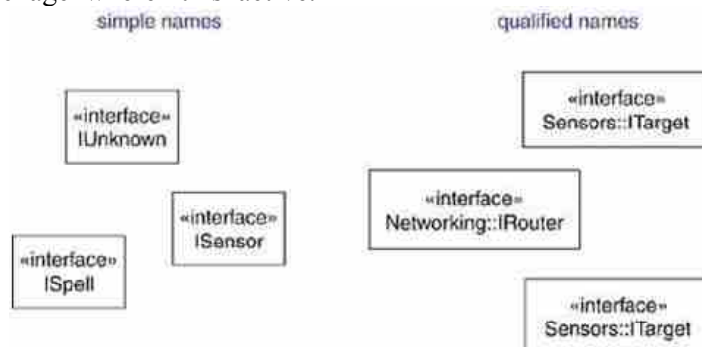 simple names
qualified names
«interface»
IUnknown
«interface»
ISensor
«interface»
ISpell
«interface»
Sensors::ITarget
«interface»
Networking::IRouter
«interface»
Sensors::ITarget